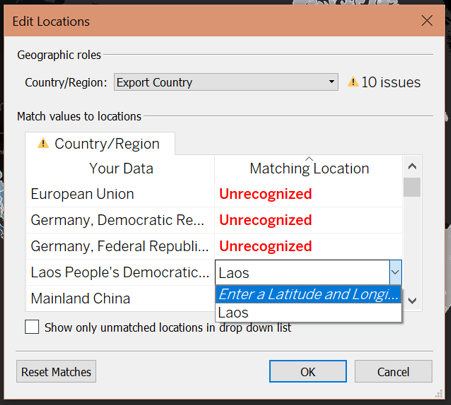 Edit Locations
Geographic roles
Country/Region: Export Country 10 issues
Match values to locations
Country/Region
Your Data Matching Location
European Union Unrecognized
Germany, Democratic Re... Unrecognized
Germany, Federal Republi... Unrecognized
Laos People's Democratic... Laos
Enter a Latitude and Longi...
Mainland China
Laos
Show only unmatched locations in drop down list
Reset Matches OK Cancel